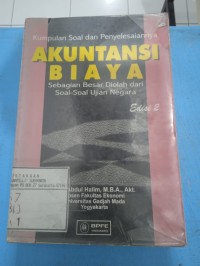 Kumpulan Soal dan Penyelesaiannya
AKUNTANSI
BIAYA
Sebagian Besar Diolah dari
Soal-Soal Ujian Negara
Edisi 2
Abdul Halim, M.B.A., Akt.
Fakultas Ekonomi
Universitas Gadjah Mada
Yogyakarta
BPFE